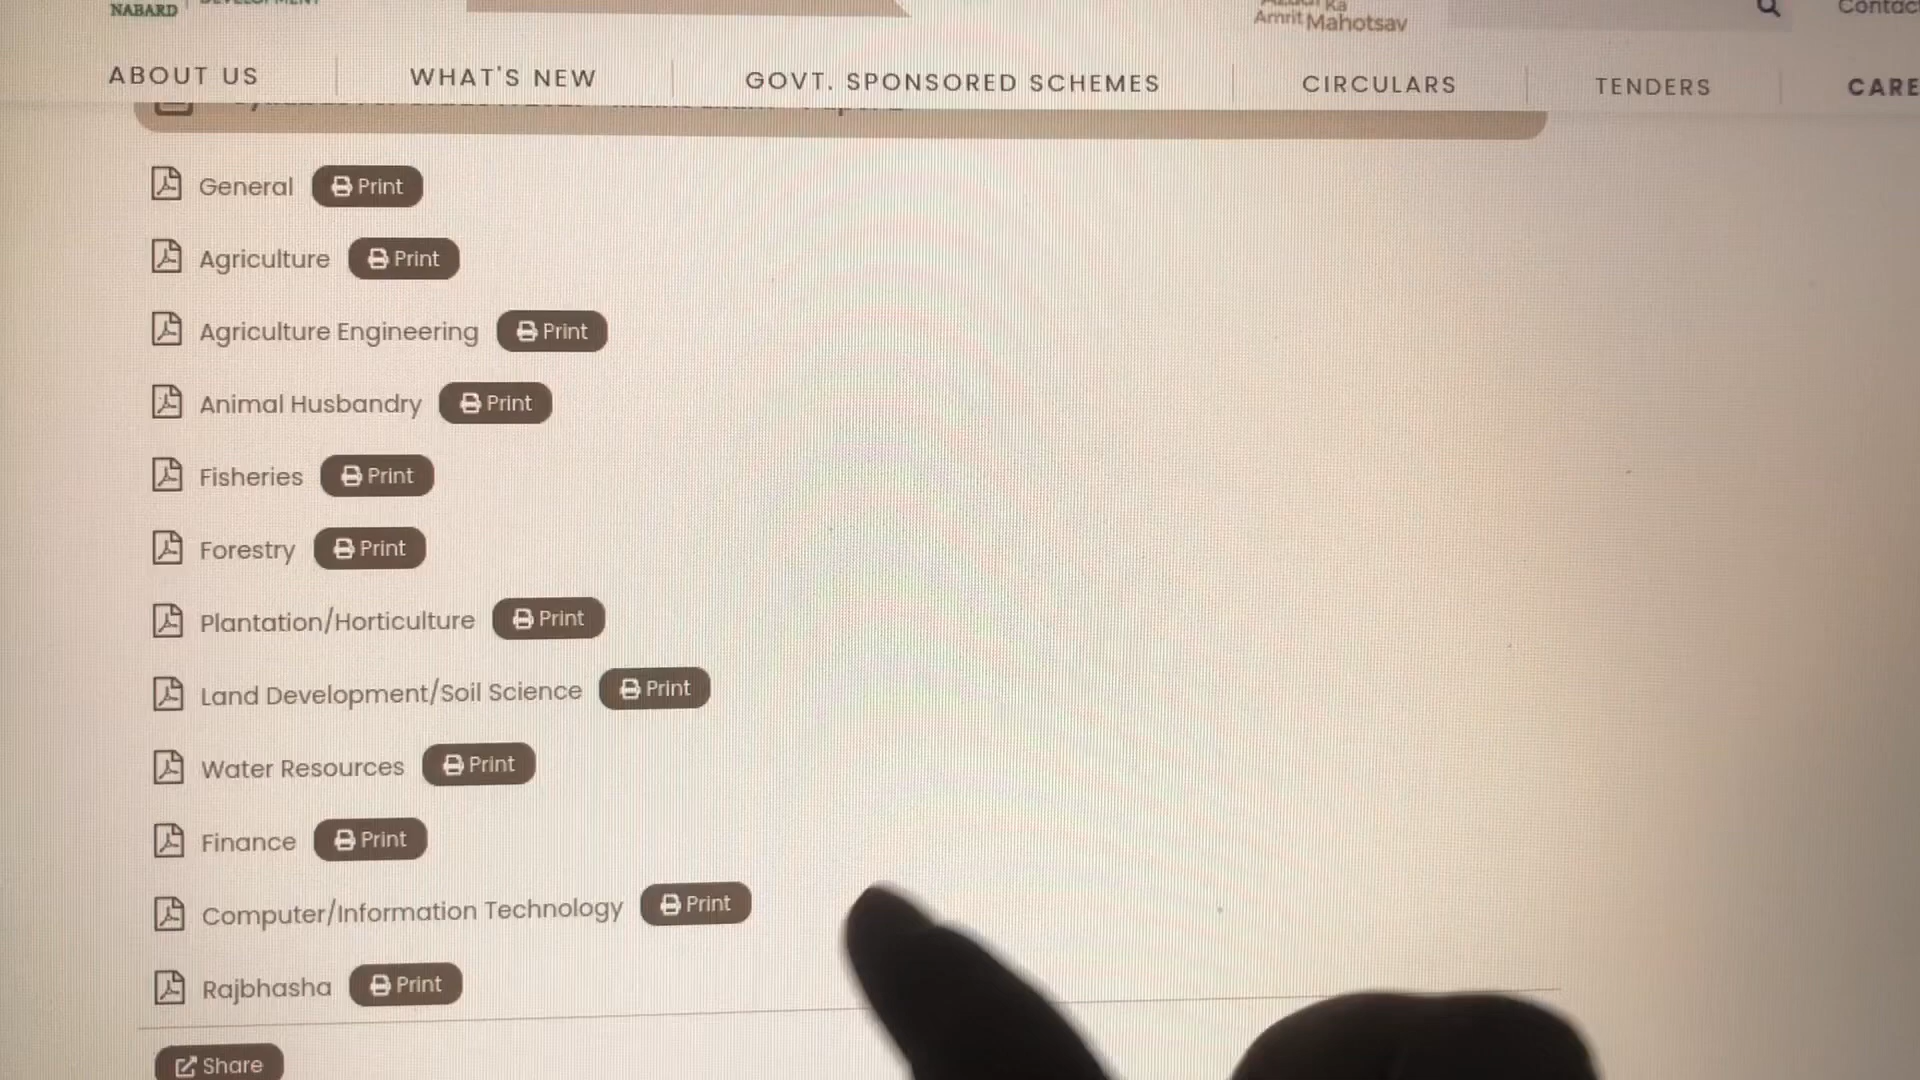 NABARD
DEVELOPMENT
Ka
Amrit Mahotsav
Contac
ABOUT US
WHAT'S NEW
GOVT. SPONSORED SCHEMES
CIRCULARS
TENDERS
CARE
General Print
Agriculture Print
Agriculture Engineering Print
Animal Husbandry Print
Fisheries Print
Forestry Print
Plantation/Horticulture Print
Land Development/Soil Science Print
Water Resources Print
Finance Print
Computer/Information Technology Print
Rajbhasha Print
Share